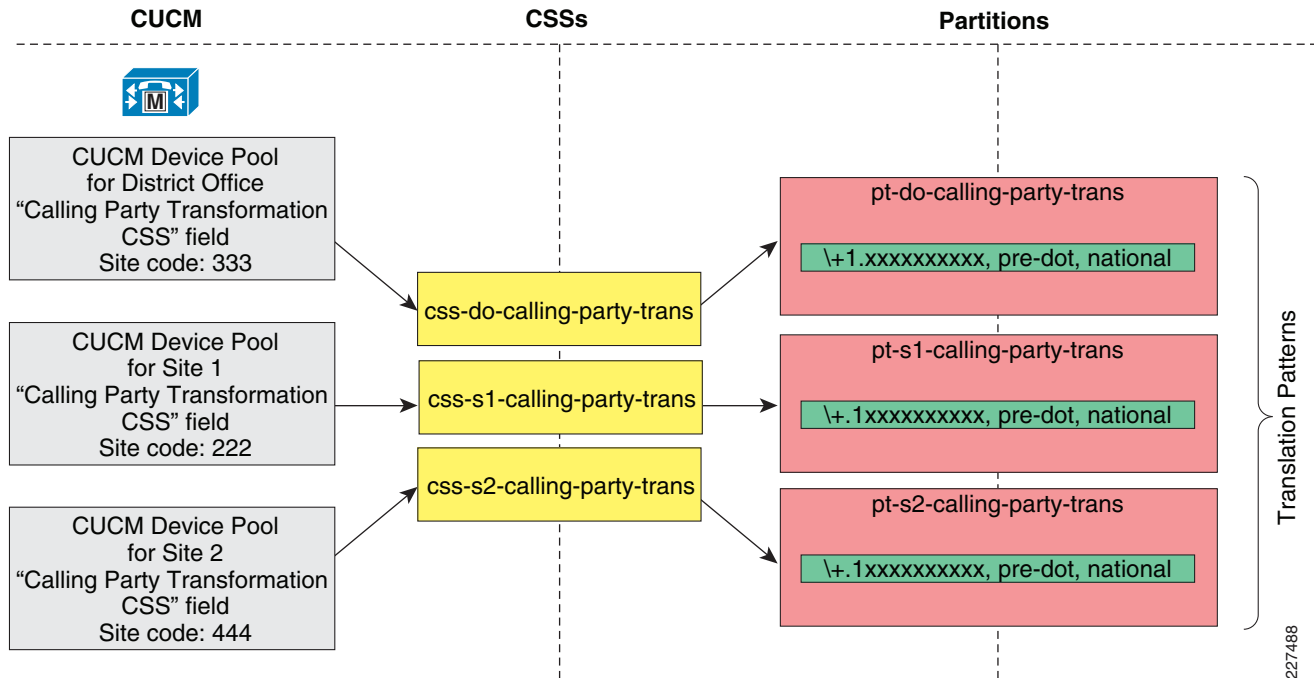 CUCM
CSSs
Partitions
M
CUCM Device Pool
for District Office
“Calling Party Transformation
CSS” field
Site code: 333
CUCM Device Pool
for Site 1
“Calling Party Transformation
CSS” field
Site code: 222
CUCM Device Pool
for Site 2
“Calling Party Transformation
CSS” field
Site code: 444
css-do-calling-party-trans
css-s1-calling-party-trans
css-s2-calling-party-trans
pt-do-calling-party-trans
\+1.xxxxxxxxxx, pre-dot, national
pt-s1-calling-party-trans
\+.1xxxxxxxxxx, pre-dot, national
pt-s2-calling-party-trans
\+.1xxxxxxxxxx, pre-dot, national
Translation Patterns
227488